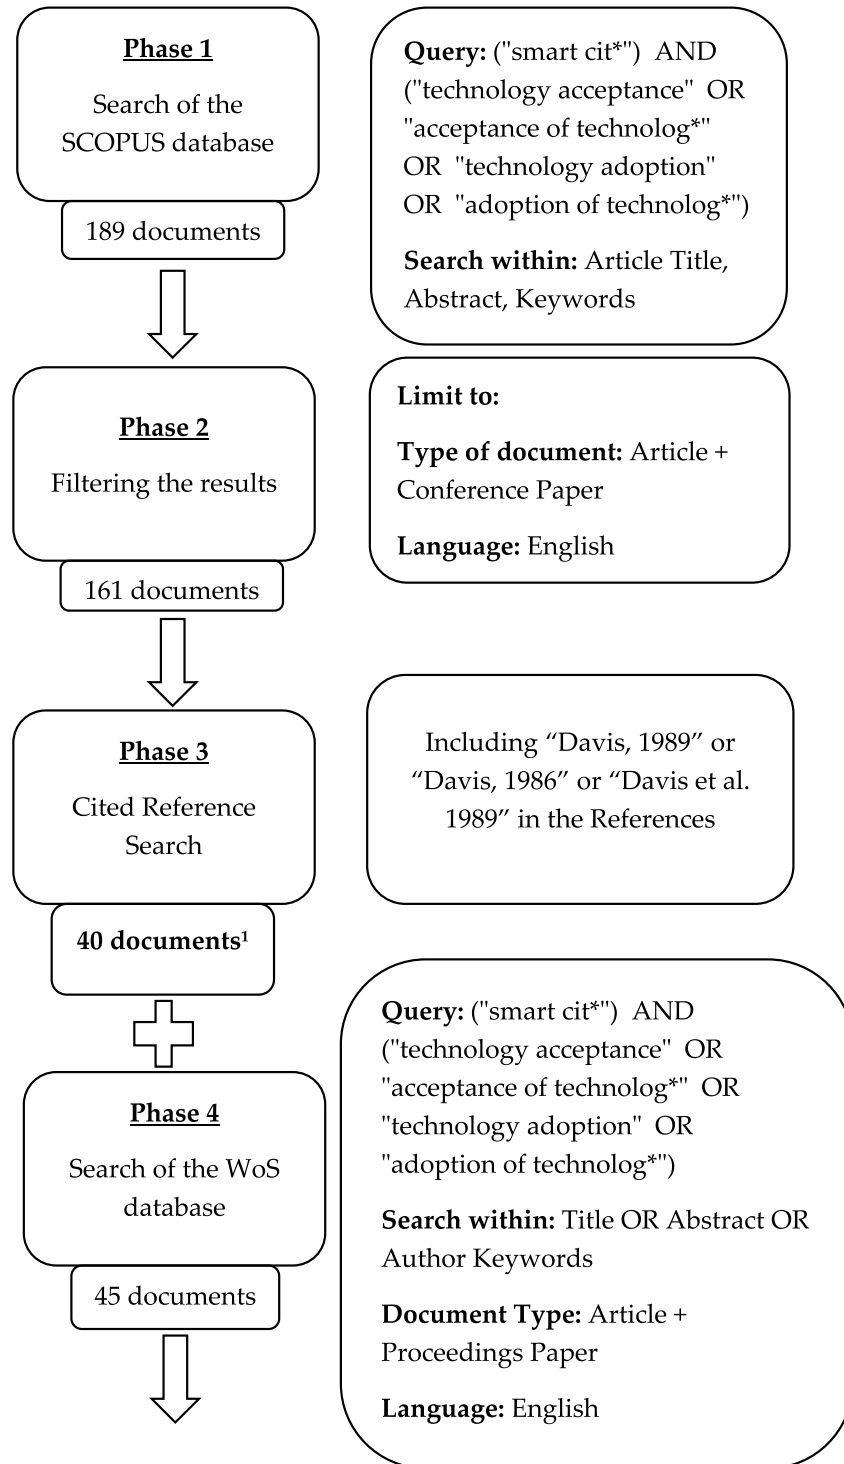 Phase 1
Search of the
SCOPUS database
189 documents
Query: ("smart cit*") AND
("technology acceptance" OR
"acceptance of technolog*"
OR "technology adoption"
OR "adoption of technolog*")
Search within: Article Title,
Abstract, Keywords
Phase 2
Filtering the results
161 documents
Limit to:
Type of document: Article +
Conference Paper
Language: English
Phase 3
Cited Reference
Search
40 documents¹
Including “Davis, 1989” or
“Davis, 1986” or “Davis et al.
1989” in the References
Phase 4
Search of the WoS
database
45 documents
Query: ("smart cit*") AND
("technology acceptance" OR
"acceptance of technolog*" OR
"technology adoption" OR
"adoption of technolog*")
Search within: Title OR Abstract OR
Author Keywords
Document Type: Article +
Proceedings Paper
Language: English